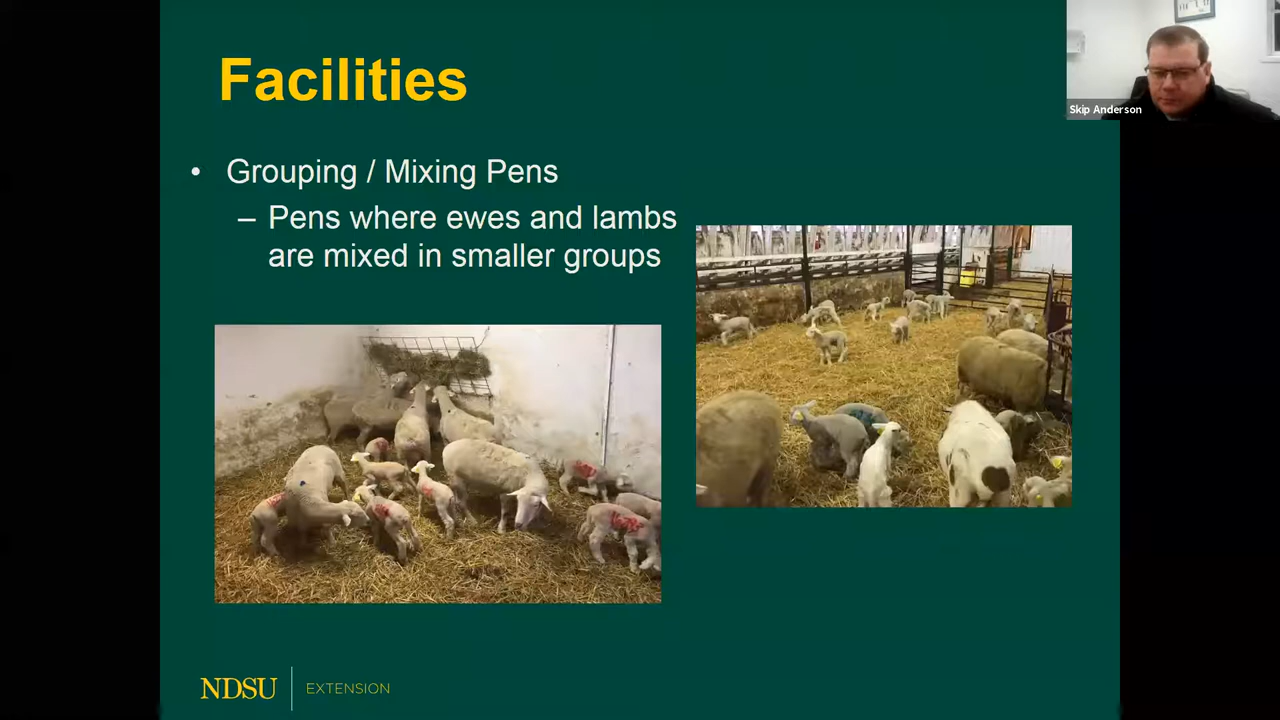 Facilities
Skip Anderson
• Grouping / Mixing Pens
– Pens where ewes and lambs
are mixed in smaller groups
NDSU EXTENSION